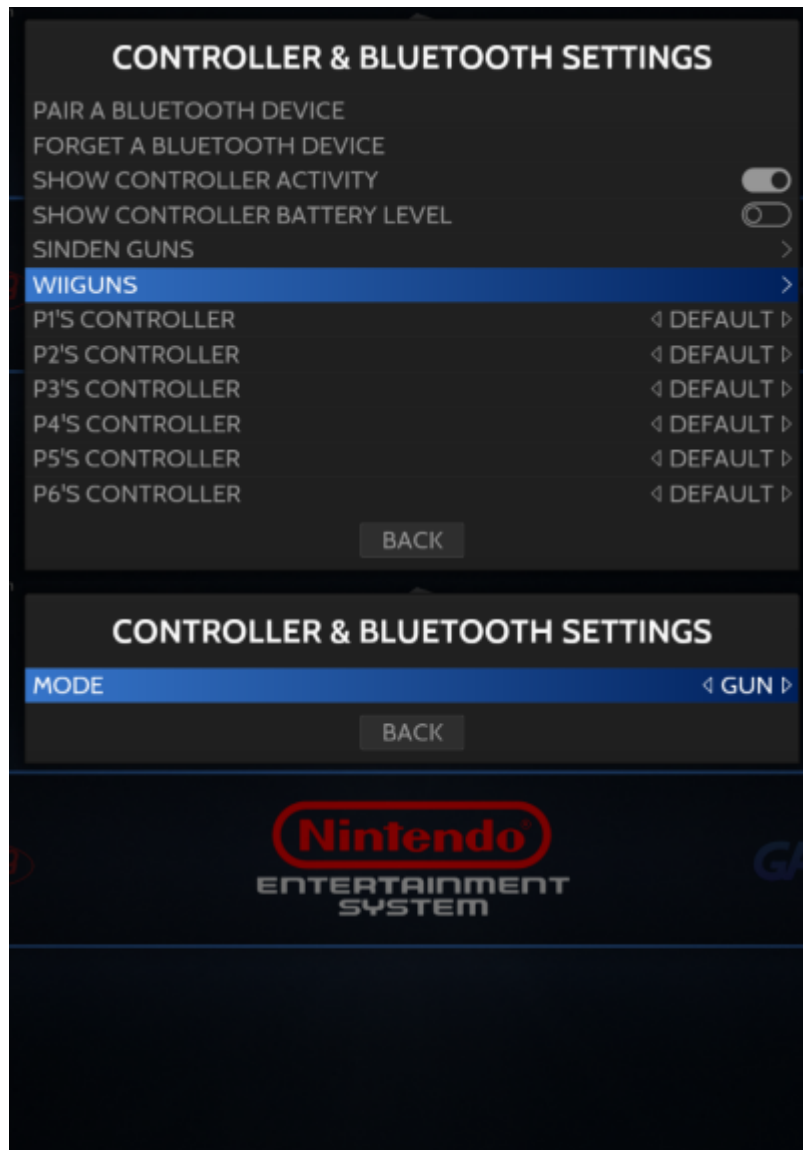 CONTROLLER & BLUETOOTH SETTINGS
PAIR A BLUETOOTH DEVICE
FORGET A BLUETOOTH DEVICE
SHOW CONTROLLER ACTIVITY
SHOW CONTROLLER BATTERY LEVEL
SINDEN GUNS
WIIGUNS
P1'S CONTROLLER DEFAULT
P2'S CONTROLLER DEFAULT
P3'S CONTROLLER DEFAULT
P4'S CONTROLLER DEFAULT
P5'S CONTROLLER DEFAULT
P6'S CONTROLLER DEFAULT
BACK
CONTROLLER & BLUETOOTH SETTINGS
MODE GUN
BACK
Nintendo®
ENTERTAINMENT
SYSTEM